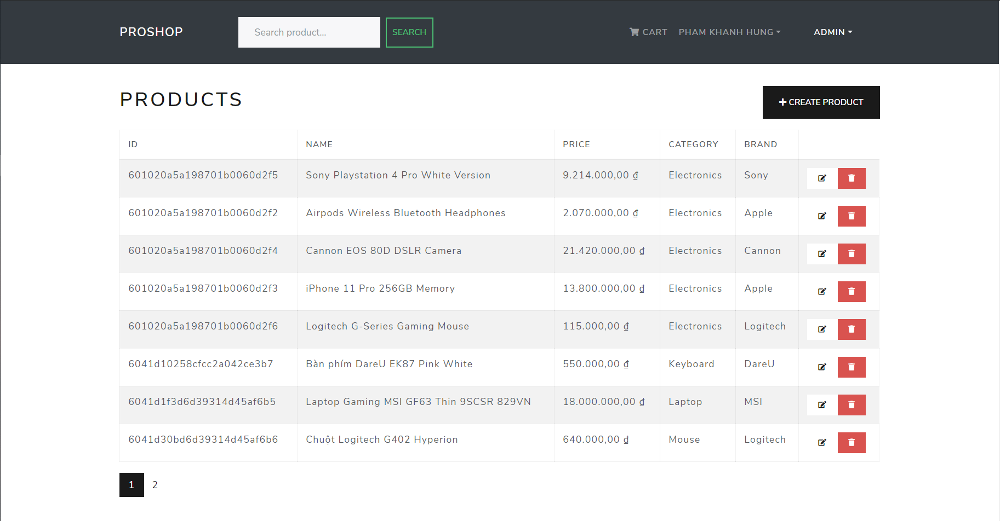 PROSHOP Search product... SEARCH CART PHAM KHANH HUNG ADMIN
PRODUCTS CREATE PRODUCT
ID NAME PRICE CATEGORY BRAND
601020a5a198701b0060d2f5 Sony Playstation 4 Pro White Version 9.214.000,00 ₫ Electronics Sony
601020a5a198701b0060d2f2 Airpods Wireless Bluetooth Headphones 2.070.000,00 ₫ Electronics Apple
601020a5a198701b0060d2f4 Cannon EOS 80D DSLR Camera 21.420.000,00 ₫ Electronics Cannon
601020a5a198701b0060d2f3 iPhone 11 Pro 256GB Memory 13.800.000,00 ₫ Electronics Apple
601020a5a198701b0060d2f6 Logitech G-Series Gaming Mouse 115.000,00 ₫ Electronics Logitech
6041d10258cfcc2a042ce3b7 Bàn phím DareU EK87 Pink White 550.000,00 ₫ Keyboard DareU
6041d1f3d6d39314d45af6b5 Laptop Gaming MSI GF63 Thin 9SCSR 829VN 18.000.000,00 ₫ Laptop MSI
6041d30bd6d39314d45af6b6 Chuột Logitech G402 Hyperion 640.000,00 ₫ Mouse Logitech
1 2